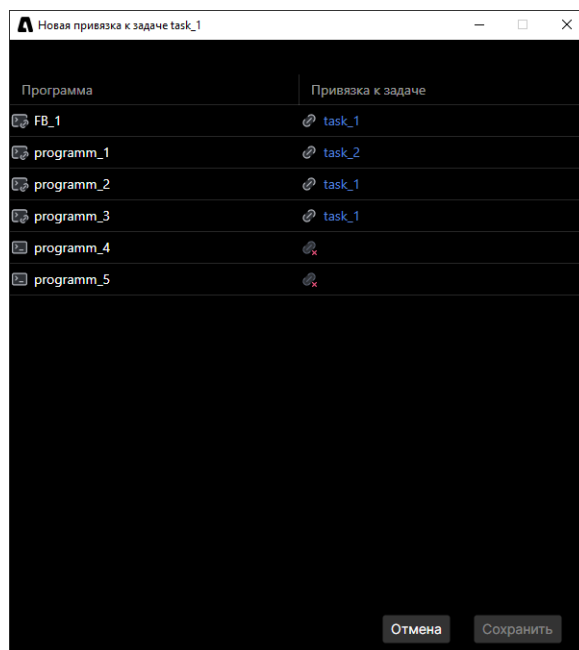 Новая привязка к задаче task_1
Программа Привязка к задаче
FB_1 task_1
programm_1 task_2
programm_2 task_1
programm_3 task_1
programm_4
programm_5
Отмена Сохранить